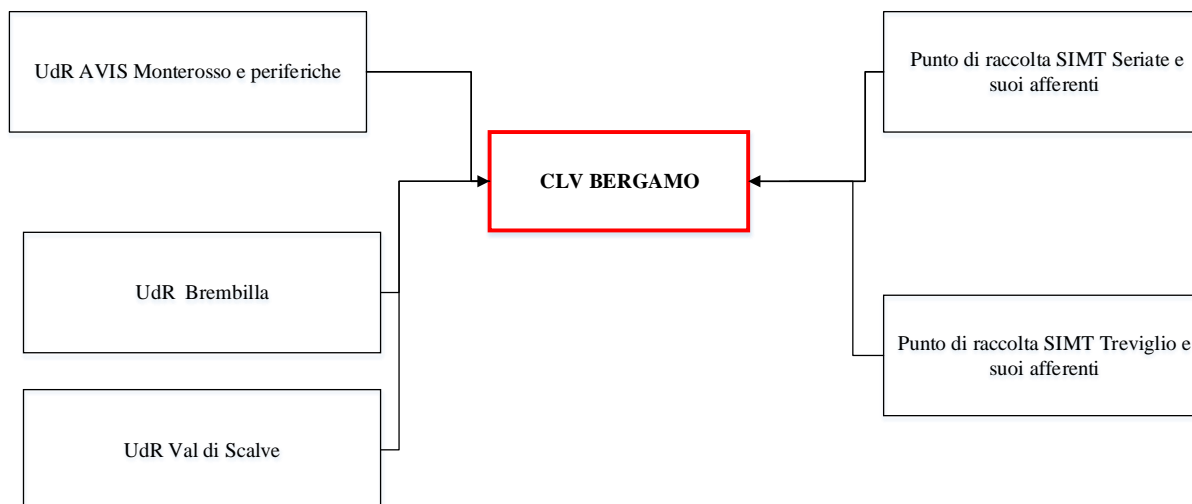 UdR AVIS Monterosso e periferiche
Punto di raccolta SIMT Seriate e
suoi afferenti
CLV BERGAMO
UdR Brembilla
Punto di raccolta SIMT Treviglio e
suoi afferenti
UdR Val di Scalve